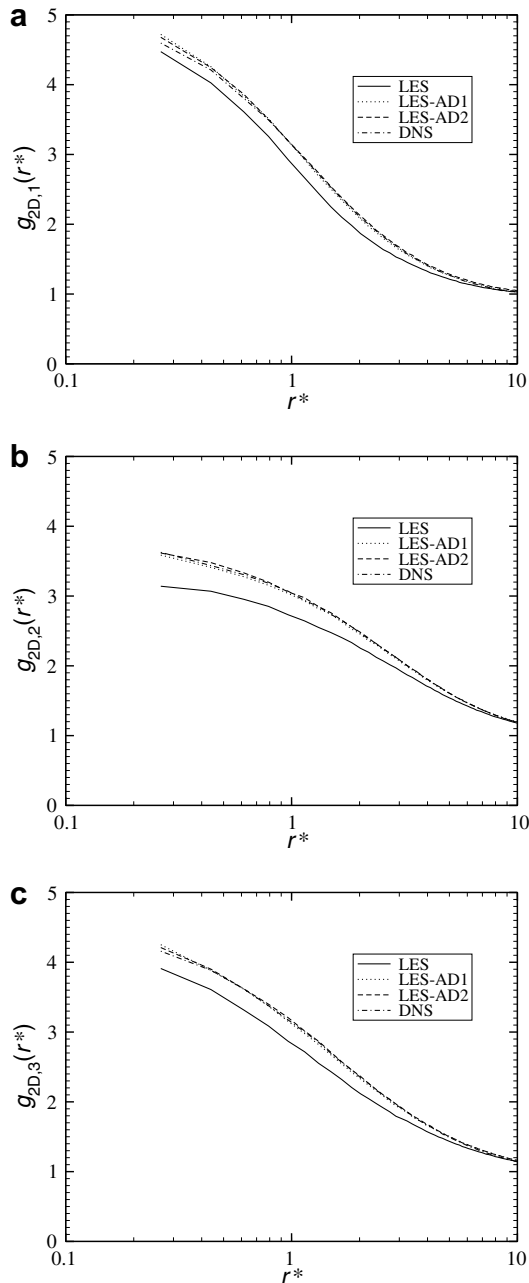 a
5
4
3
2
1
0
g2D,1(r*)
LES
LES-AD1
LES-AD2
DNS
0.1
1
10
r*
b
5
4
3
2
1
0
g2D,2(r*)
LES
LES-AD1
LES-AD2
DNS
0.1
1
10
r*
c
5
4
3
2
1
0
g2D,3(r*)
LES
LES-AD1
LES-AD2
DNS
0.1
1
10
r*